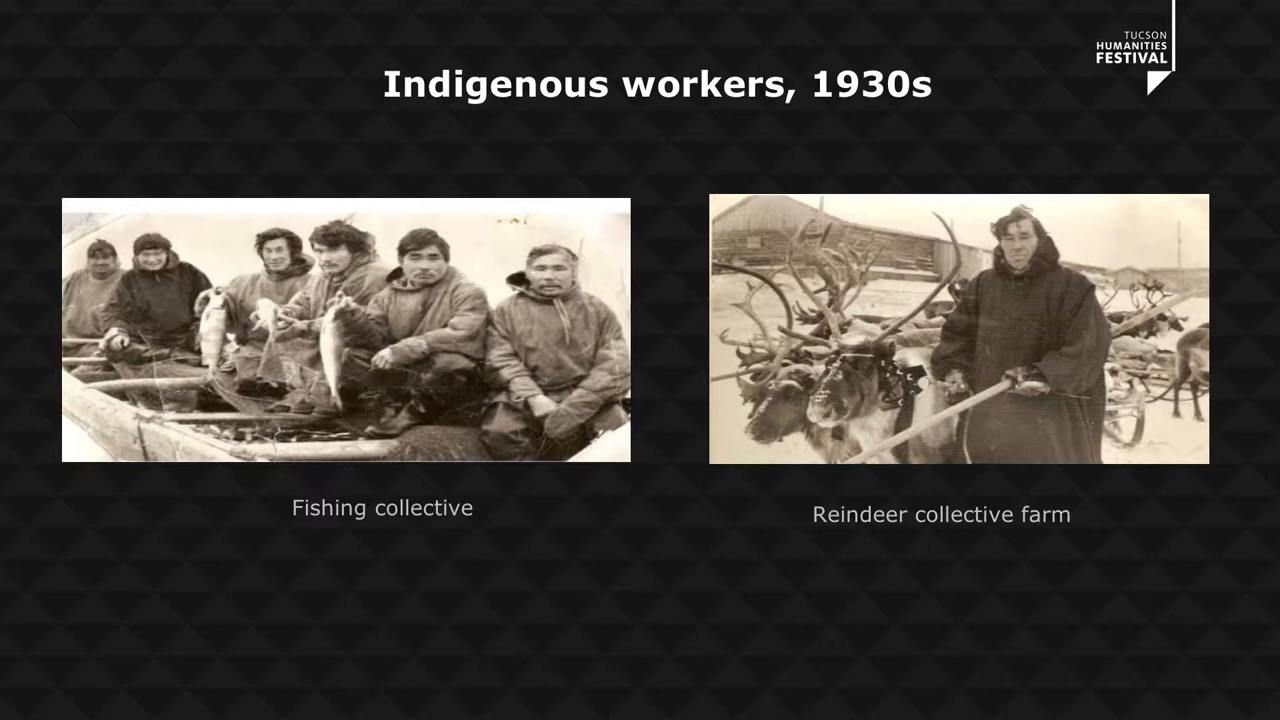 TUCSON
HUMANITIES
FESTIVAL
Indigenous workers, 1930s
Fishing collective
Reindeer collective farm